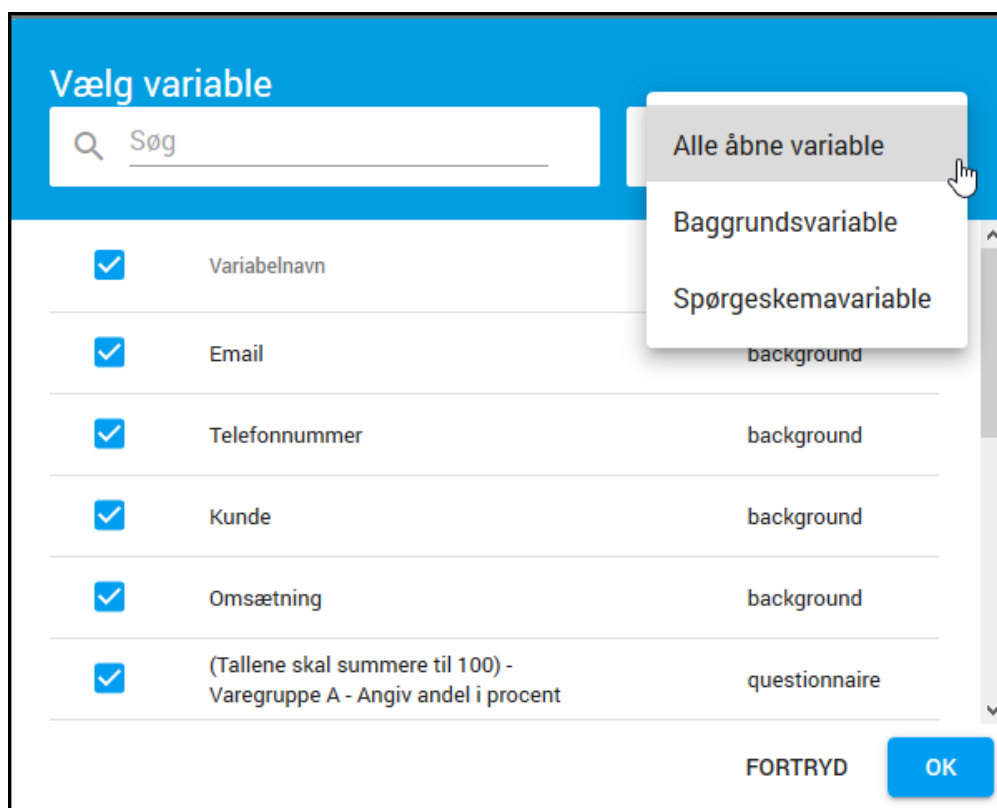 Vælg variable
Søg
Alle åbne variable
Baggrundsvariable
Spørgeskemavariable
Variabelnavn
Email background
Telefonnummer background
Kunde background
Omsætning background
(Tallene skal summere til 100) -
Varegruppe A - Angiv andel i procent
questionnaire
FORTRYD OK